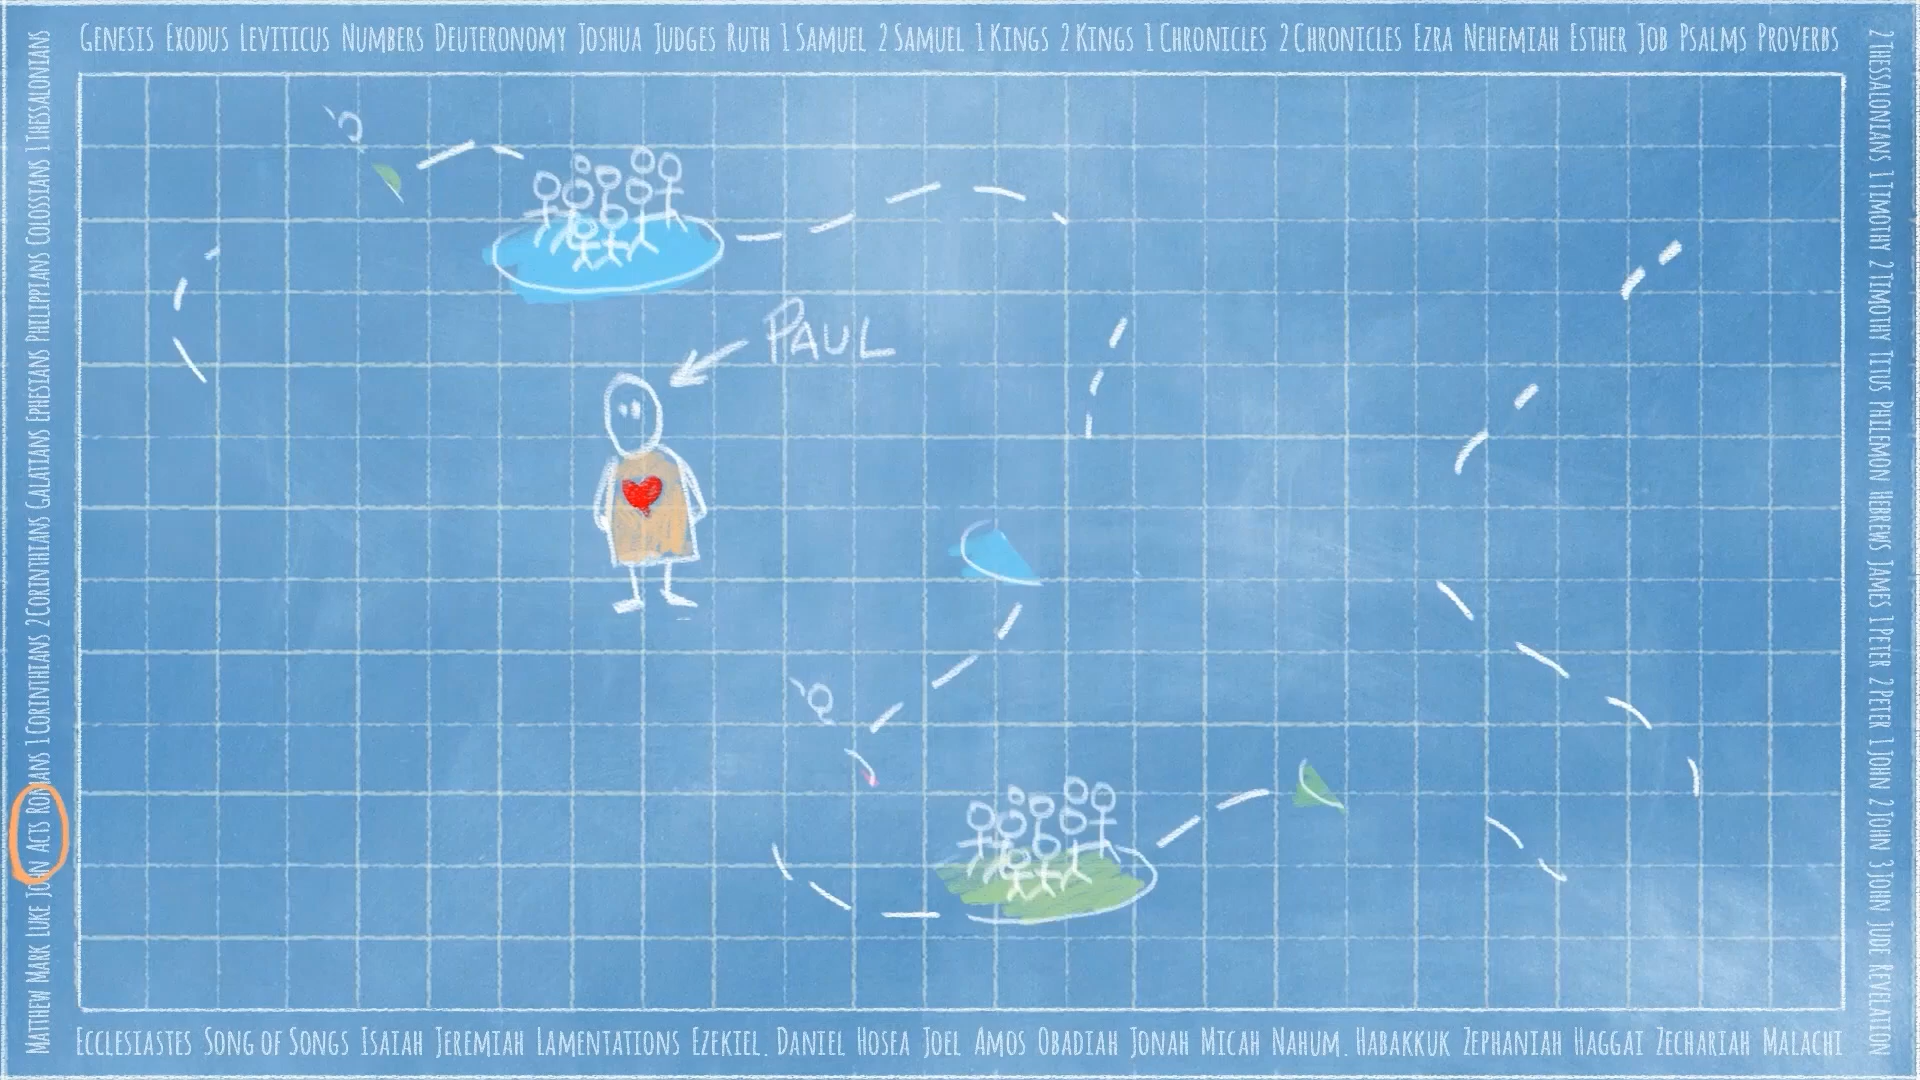 Genesis Exodus Leviticus Numbers Deuteronomy Joshua Judges Ruth 1 Samuel 2 Samuel 1 Kings 2 Kings 1 Chronicles 2 Chronicles Ezra Nehemiah Esther Job Psalms Proverbs
Paul
Ecclesiastes Song of Songs Isaiah Jeremiah Lamentations Ezekiel. Daniel Hosea Joel Amos Obadiah Jonah Micah Nahum. Habakkuk Zephaniah Haggai Zechariah Malachi
Matthew Mark Luke John Acts Romans 1 Corinthians 2 Corinthians Galatians Ephesians Philippians Colossians 1 Thessalonians
2 Thessalonians 1 Timothy 2 Timothy Titus Philemon Hebrews James 1 Peter 2 Peter 1 John 2 John 3 John Jude Revelation